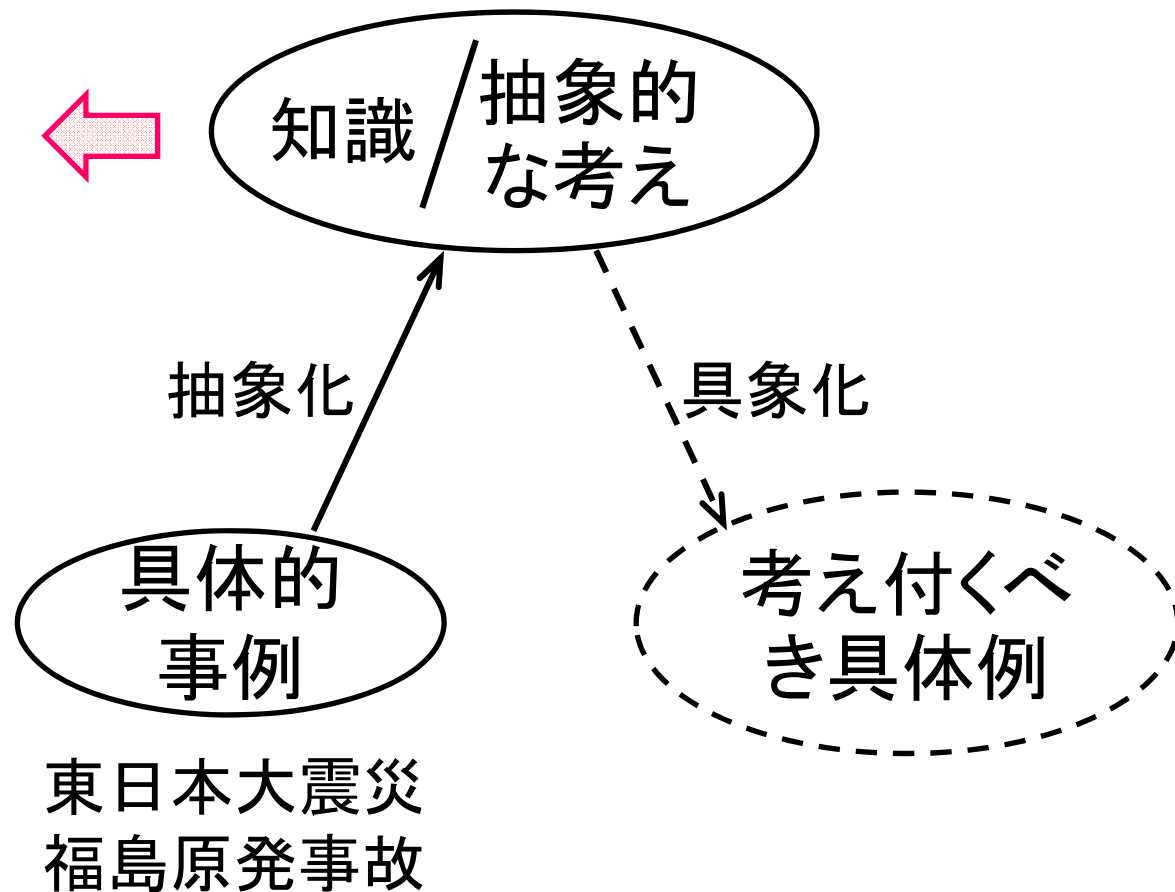 知識/抽象的
な考え
抽象化
具象化
具体的
事例
考え付くべ
き具体例
東日本大震災
福島原発事故